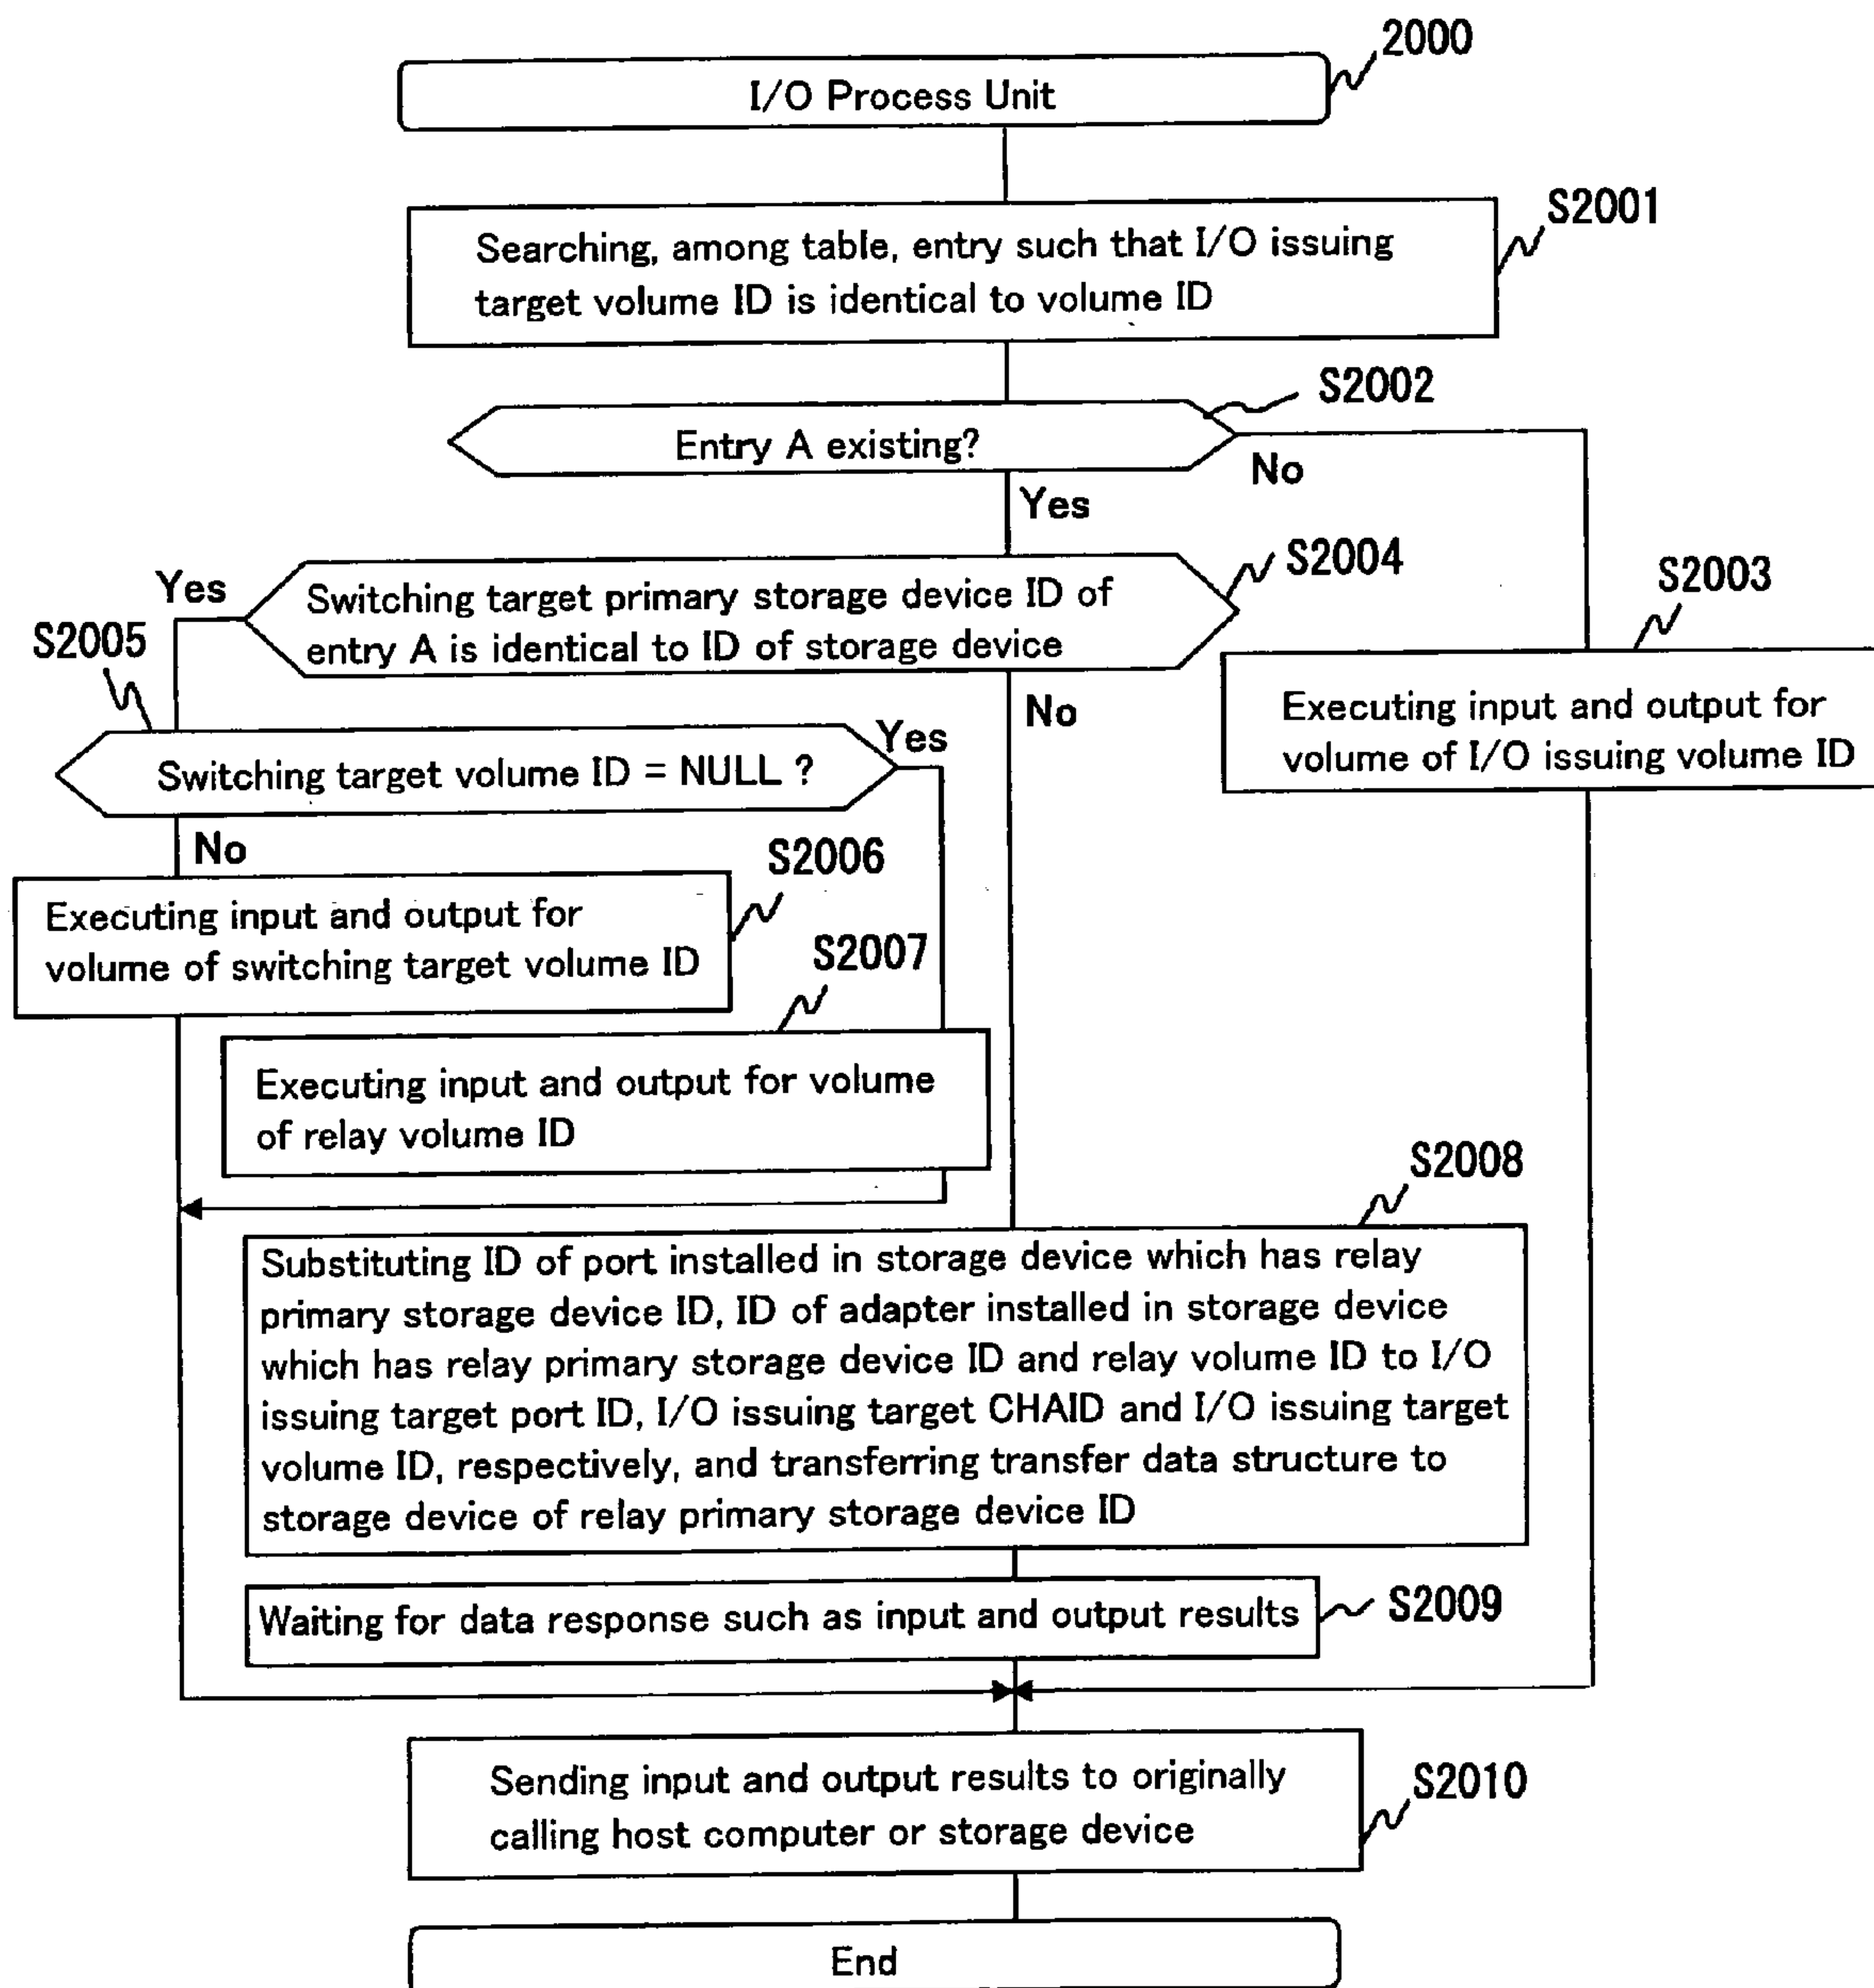 2000
I/O Process Unit
S2001
Searching, among table, entry such that I/O issuing
target volume ID is identical to volume ID
S2002
Entry A existing?
No
Yes
S2004
Yes
Switching target primary storage device ID of
entry A is identical to ID of storage device
S2003
S2005
No
Executing input and output for
volume of I/O issuing volume ID
Yes
Switching target volume ID = NULL ?
No
S2006
Executing input and output for
volume of switching target volume ID
S2007
Executing input and output for volume
of relay volume ID
S2008
Substituting ID of port installed in storage device which has relay
primary storage device ID, ID of adapter installed in storage device
which has relay primary storage device ID and relay volume ID to I/O
issuing target port ID, I/O issuing target CHAID and I/O issuing target
volume ID, respectively, and transferring transfer data structure to
storage device of relay primary storage device ID
Waiting for data response such as input and output results
S2009
Sending input and output results to originally
calling host computer or storage device
S2010
End